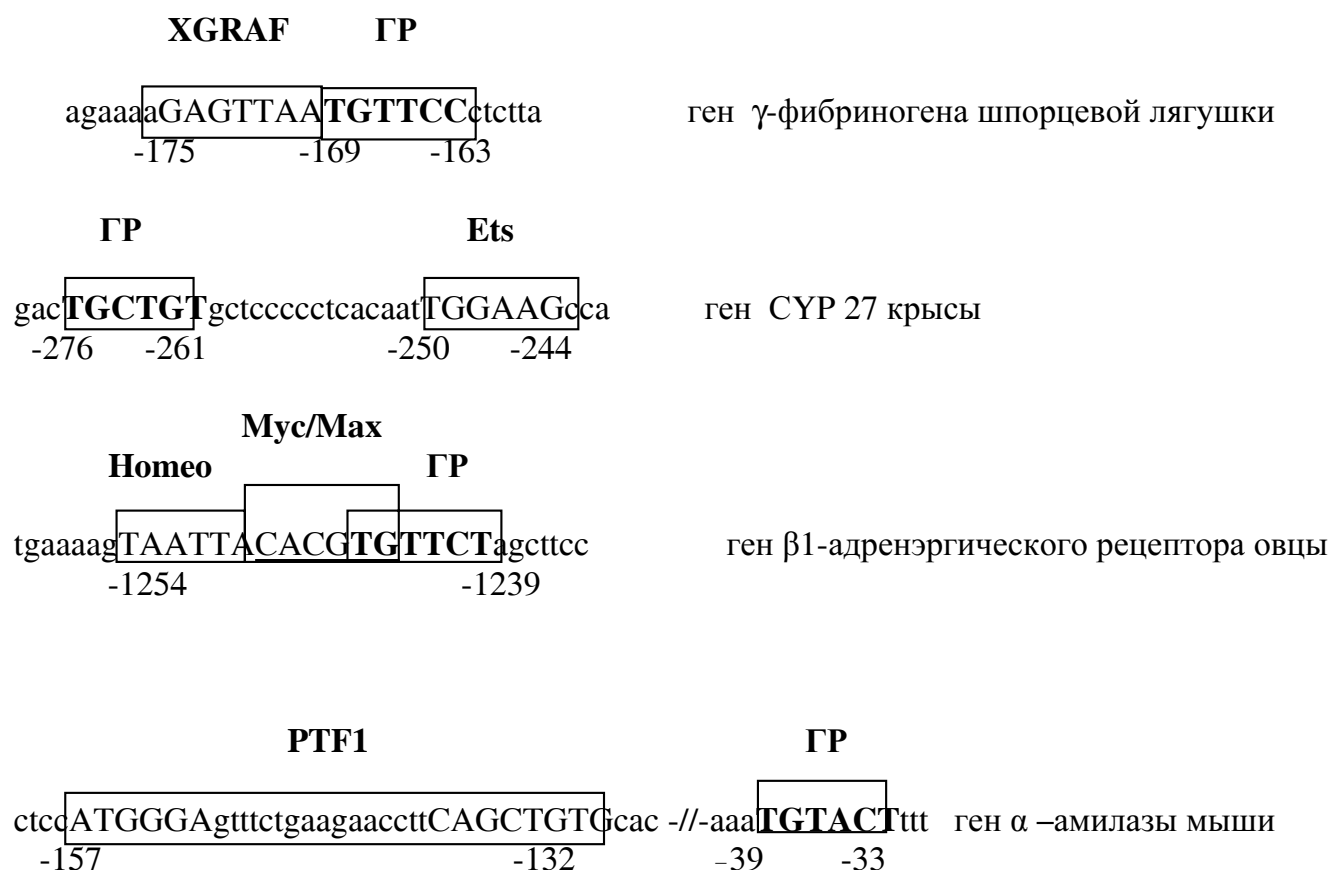 XGRAF ГР
agaaaaGAGTTAATGTTCCctctta ген γ-фибриногена шпорцевой лягушки
-175 -169 -163
ГР Ets
gacTGCTGTgctccccctcacaatTGGAAGcca ген CYP 27 крысы
-276 -261 -250 -244
Myc/Max
Homeo ГР
tgaaaagTAATTACACGTGTTCTagcttcc ген β1-адренэргического рецептора овцы
-1254 -1239
PTF1 ГР
ctccATGGGAgtttctgaagaaccttCAGCTGTGcac -//-aaaTGTACTttt ген α –амилазы мыши
-157 -132 –39 -33